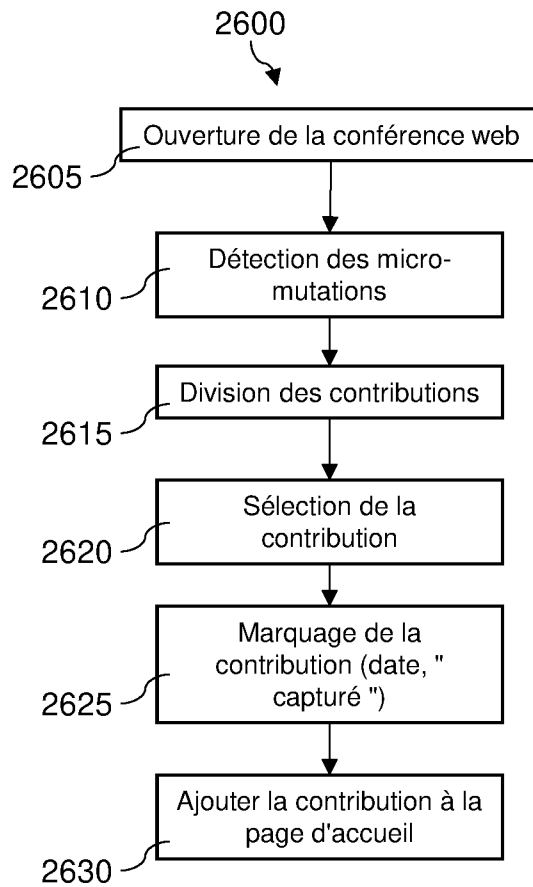 2600
Ouverture de la conférence web
2605
Détection des micro-
mutations
2610
Division des contributions
2615
Sélection de la
contribution
2620
Marquage de la
contribution (date, "
capturé ")
2625
Ajouter la contribution à la
page d'accueil
2630